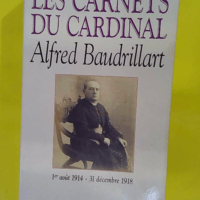 LES CARNETS
DU CARDINAL
Alfred Baudrillart
1er août 1914 - 31 décembre 1918